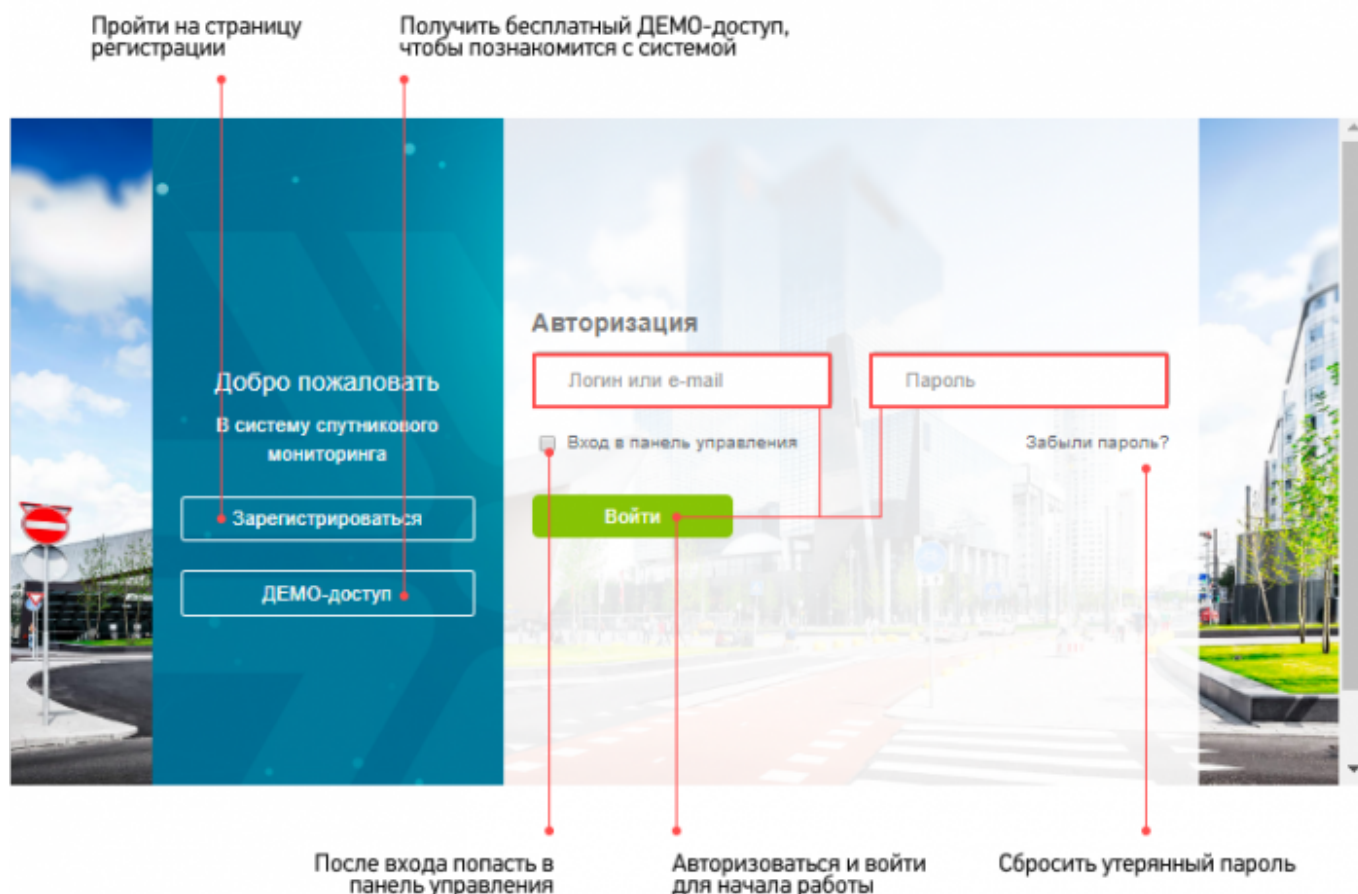 Пройти на страницу
регистрации
Получить бесплатный ДЕМО-доступ,
чтобы познакомится с системой
Добро пожаловать
В систему спутникового
мониторинга
Зарегистрироваться
ДЕМО-доступ
Авторизация
Логин или e-mail
Пароль
Вход в панель управления
Забыли пароль?
Войти
После входа попасть в
панель управления
Авторизоваться и войти
для начала работы
Сбросить утерянный пароль